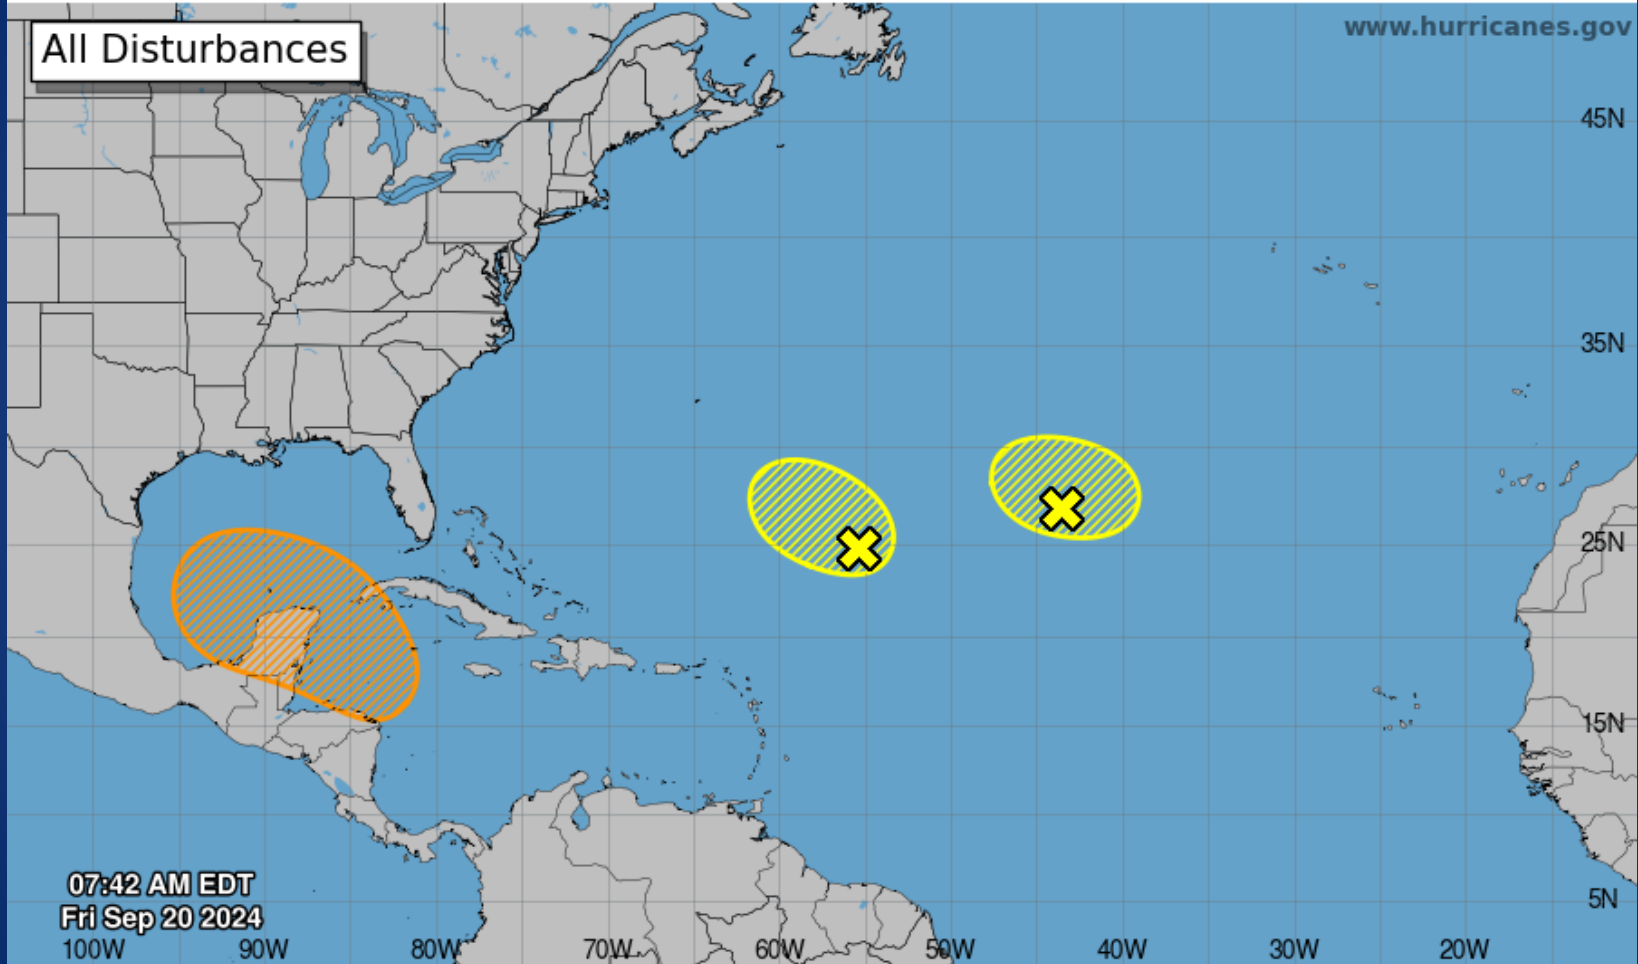 All Disturbances
www.hurricanes.gov
45N
35N
25N
15N
5N
07:42 AM EDT
Fri Sep 20 2024
100W 90W 80W 70W 60W 50W 40W 30W 20W